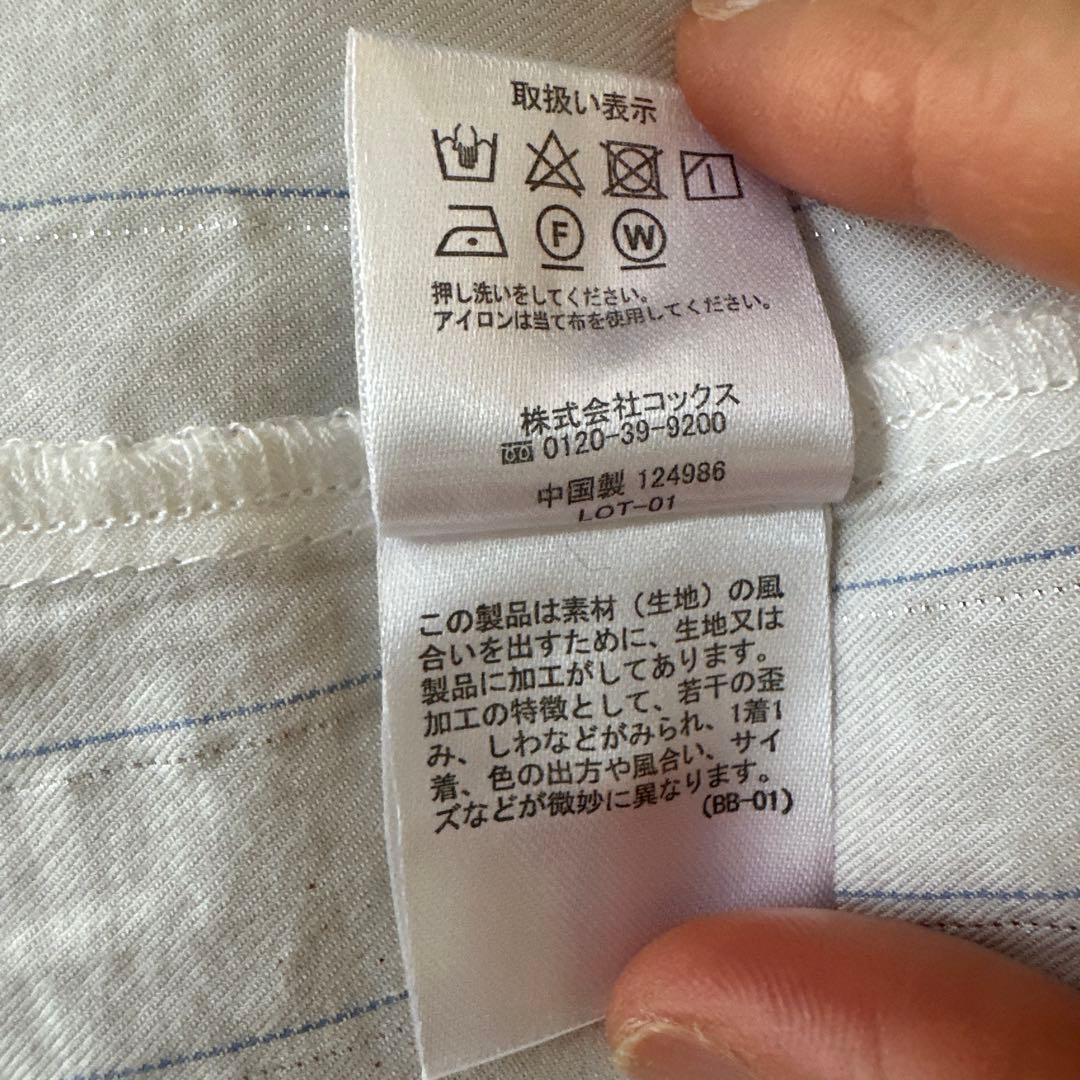 取扱い表示
F W
押し洗いをしてください。
アイロンは当て布を使用してください。
株式会社コックス
0120-39-9200
中国製 124986
LOT-01
この製品は素材（生地）の風
合いを出すために、生地又は
製品に加工がしてあります。
加工の特徴として、若干の歪
み、しわなどがみられ、1着1
着、色の出方や風合い、サイ
ズなどが微妙に異なります。
(BB-01)